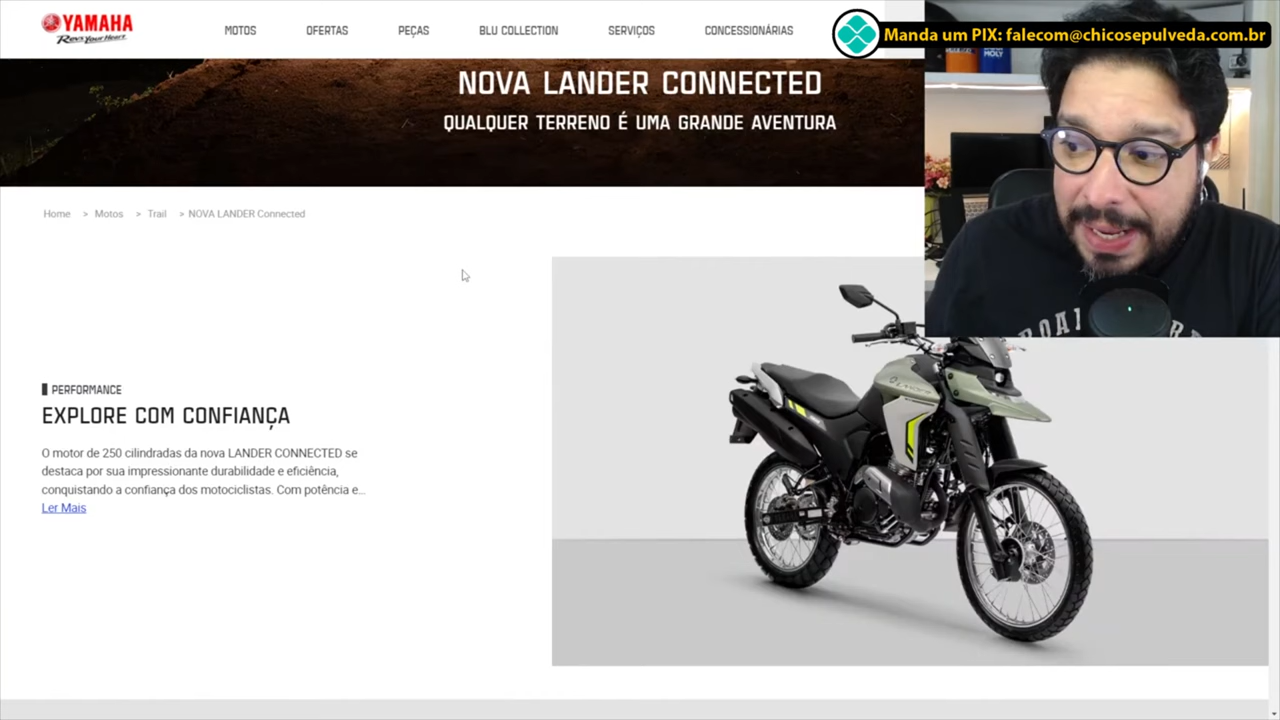 YAMAHA
Revs Your Heart
MOTOS
OFERTAS
PEÇAS
BLU COLLECTION
SERVIÇOS
CONCESSIONÁRIAS
Manda um PIX: falecom@chicosepulveda.com.br
NOVA LANDER CONNECTED
QUALQUER TERRENO É UMA GRANDE AVENTURA
Home > Motos > Trail > NOVA LANDER Connected
PERFORMANCE
EXPLORE COM CONFIANÇA
O motor de 250 cilindradas da nova LANDER CONNECTED se
destaca por sua impressionante durabilidade e eficiência,
conquistando a confiança dos motociclistas. Com potência e...
Ler Mais
MOLY